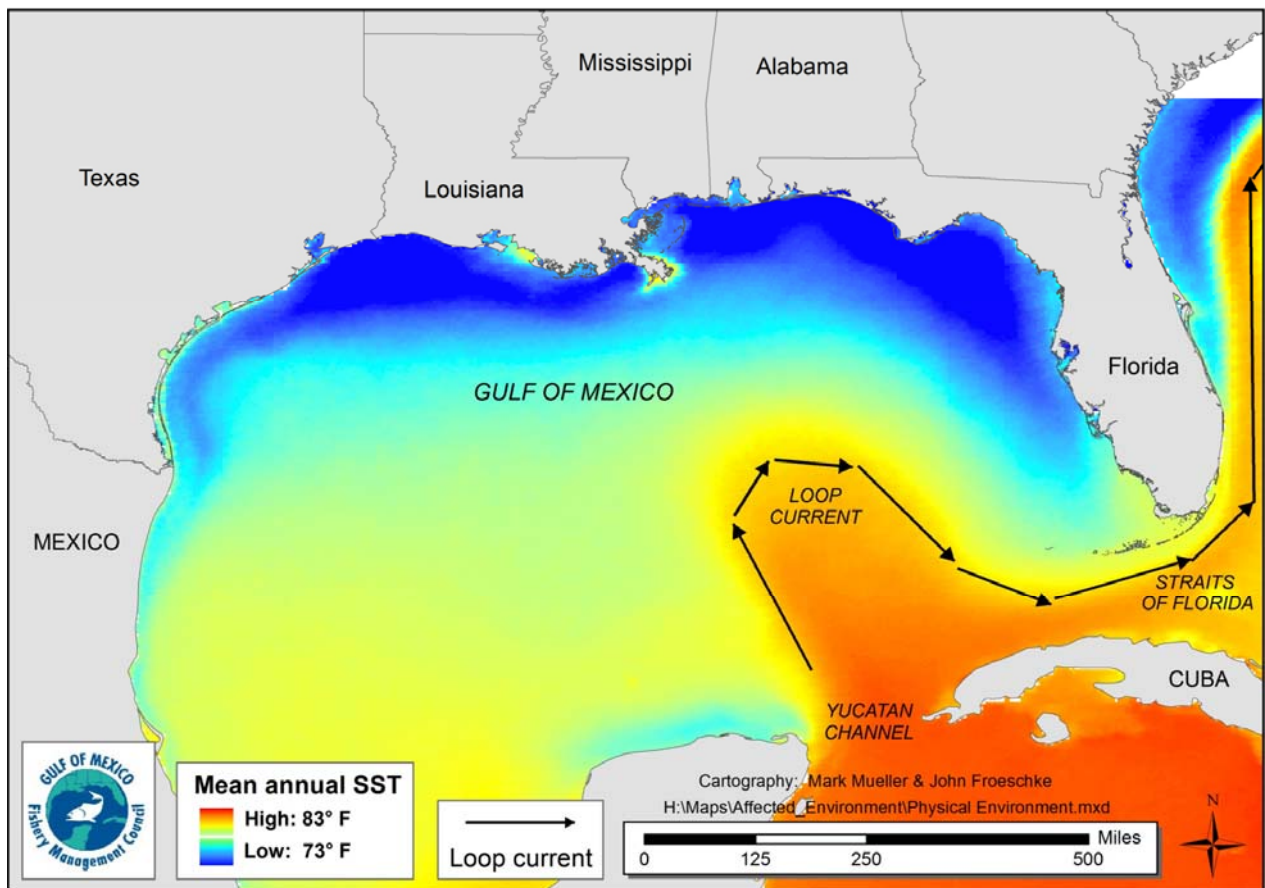 Mississippi
Alabama
Texas
Louisiana
GULF OF MEXICO
Florida
LOOP
CURRENT
MEXICO
STRAITS
OF FLORIDA
CUBA
YUCATAN
CHANNEL
GULF OF MEXICO
Fishery Management Council
Mean annual SST
High: 83° F
Low: 73° F
Loop current
Cartography: Mark Mueller & John Froeschke
H:\Maps\Affected_Environment\Physical Environment.mxd
Miles
0 125 250 500
N